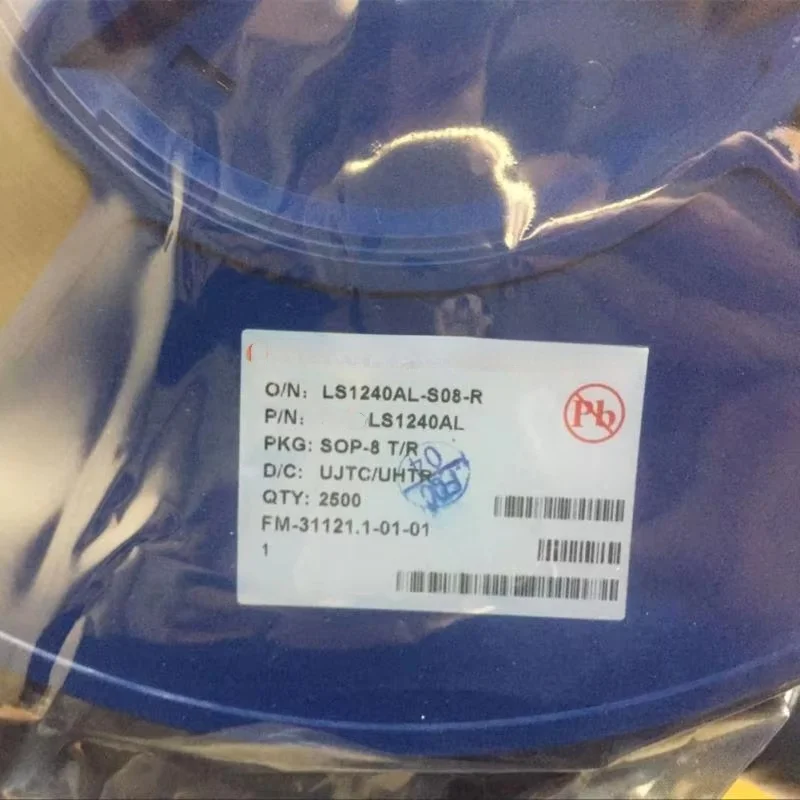 O/N: LS1240AL-S08-R
Pb
P/N: LS1240AL
PKG: SOP-8 T/R
D/C: UJTC/UHTR
QTY: 2500
FM-31121.1-01-01
1